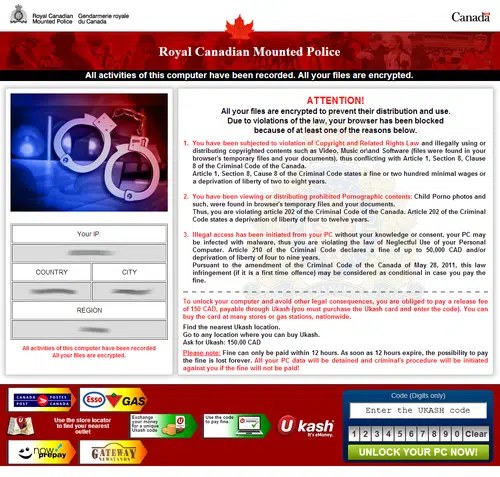 Royal Canadian Gendarmerie royale
Mounted Police du Canada
Canada
Royal Canadian Mounted Police
All activities of this computer have been recorded. All your files are encrypted.
ATTENTION!
All your files are encrypted to prevent their distribution and use.
Due to violations of the law, your browser has been blocked
because of at least one of the reasons below.
1. You have been subjected to violation of Copyright and Related Rights Law and illegally using or
distributing copyrighted contents such as Video, Music or\and Software (files were found in your
browser's temporary files and your documents), thus conflicting with Article 1, Section 8, Clause
8 of the Criminal Code of the Canada.
Article 1, Section 8, Cause 8 of the Criminal Code states a fine or two hundred minimal wages or
a deprivation of liberty of two to eight years.
2. You have been viewing or distributing prohibited Pornographic contents: Child Porno photos and
such, were found in browser's temporary files and your documents.
Thus, you are violating article 202 of the Criminal Code of the Canada. Article 202 of the Criminal
Code states a deprivation of liberty of four to twelve years.
3. Illegal access has been initiated from your PC without your knowledge or consent, your PC may
be infected with malware, thus you are violating the law of Neglectful Use of your Personal
Computer. Article 210 of the Criminal Code declares a fine of up to 50,000 CAD and/or
deprivation of liberty of four to nine years.
Pursuant to the amendment of the Criminal Code of the Canada of May 28, 2011, this law
infringement (if it is a first time offence) may be considered as conditional in case you pay the
fine.
To unlock your computer and avoid other legal consequences, you are obliged to pay a release fee
of 150 CAD, payable through Ukash (you must purchase the Ukash card and enter the code). You can
buy the card at many stores or gas stations, nationwide.
Find the nearest Ukash location.
Go to any location where you can buy Ukash.
Ask for Ukash: 150.00 CAD
Please note: Fine can only be paid within 12 hours. As soon as 12 hours expire, the possibility to pay
the fine is lost forever. All your PC data will be detained and criminal's procedure will be initiated
against you if the fine will not be paid!
Your IP:
COUNTRY CITY
REGION
All activities of this computer have been recorded
All your files are encrypted.
CANADA POST POSTES CANADA
Esso GAS
Use the store locator
to find your nearest
outlet
Exchange
your money
for a unique
Ukash code
Use the code
to pay fine.
Ukash
it's eMoney.
now prepay
GATEWAY
NEWSTANDS
Code (Digits only)
Enter the UKASH code
1 2 3 4 5 6 7 8 9 0 Clear
UNLOCK YOUR PC NOW!